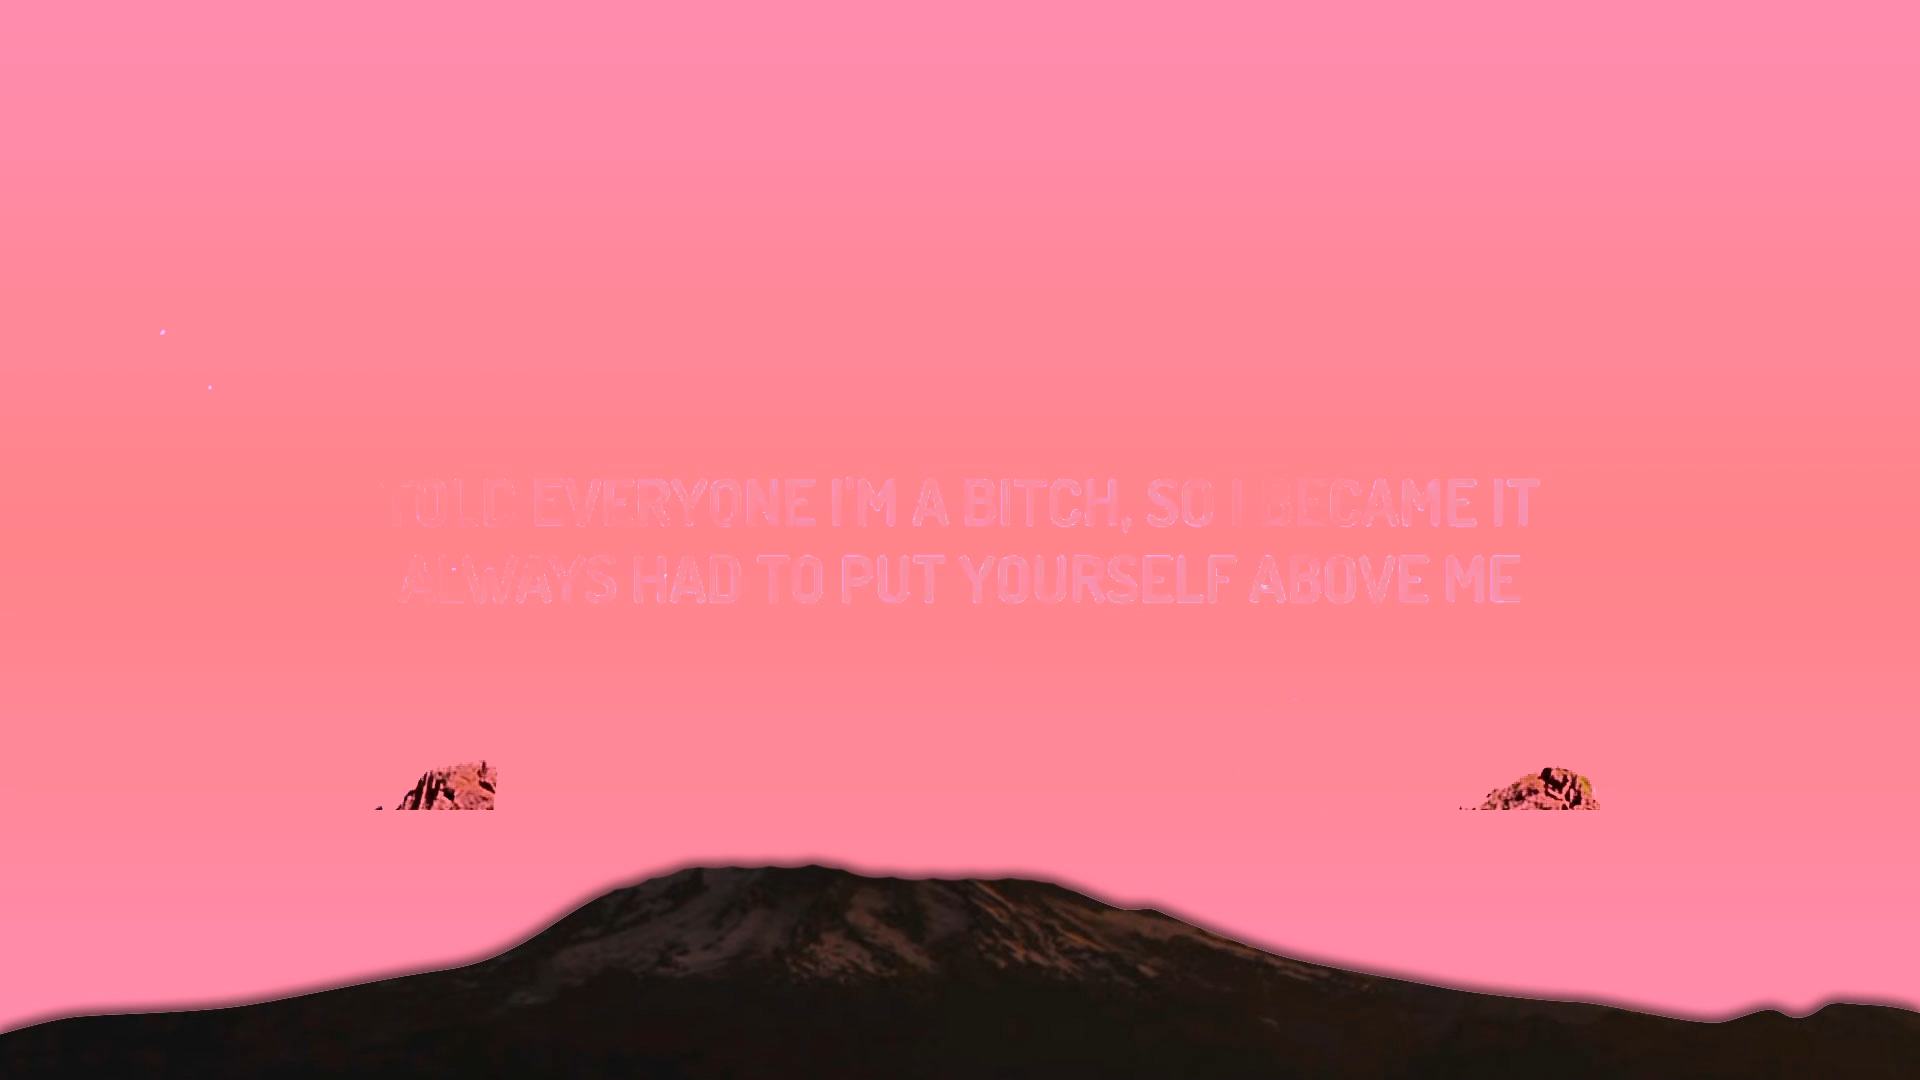 TOLD EVERYONE I'M A BITCH, SO I BECAME IT
ALWAYS HAD TO PUT YOURSELF ABOVE ME